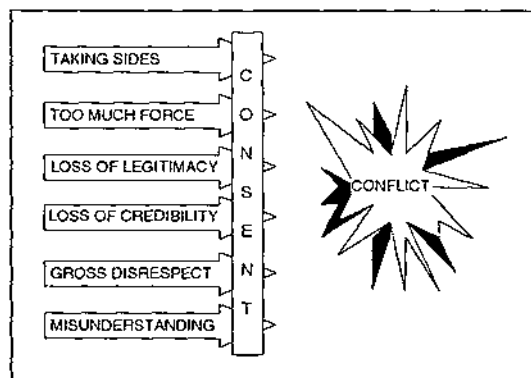 TAKING SIDES
TOO MUCH FORCE
LOSS OF LEGITIMACY
LOSS OF CREDIBILITY
GROSS DISRESPECT
MISUNDERSTANDING
CONSENT
CONFLICT